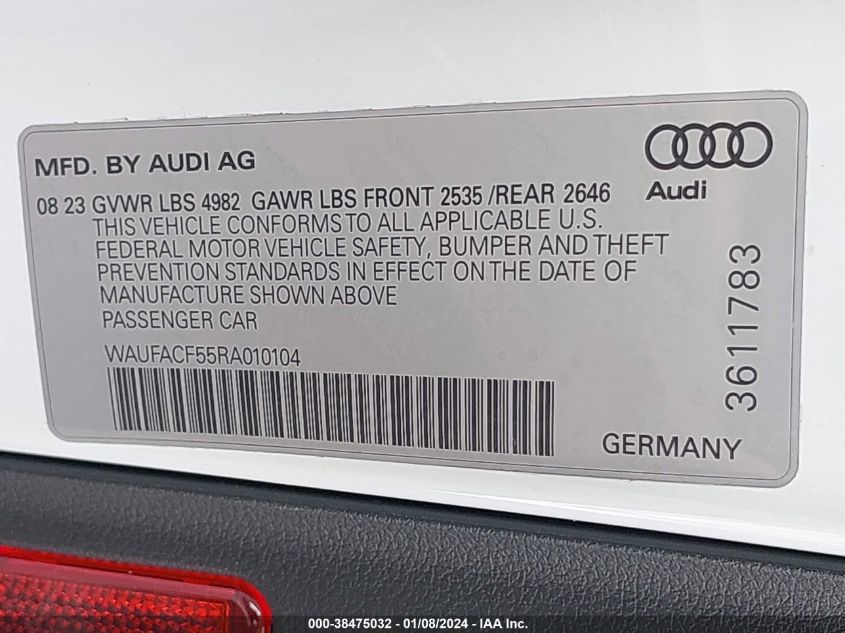 MFD. BY AUDI AG
Audi
08 23 GVWR LBS 4982 GAWR LBS FRONT 2535 /REAR 2646
THIS VEHICLE CONFORMS TO ALL APPLICABLE U.S.
FEDERAL MOTOR VEHICLE SAFETY, BUMPER AND THEFT
PREVENTION STANDARDS IN EFFECT ON THE DATE OF
MANUFACTURE SHOWN ABOVE
PASSENGER CAR
WAUFACF55RA010104
3611783
GERMANY
000-38475032 - 01/08/2024 - IAA Inc.